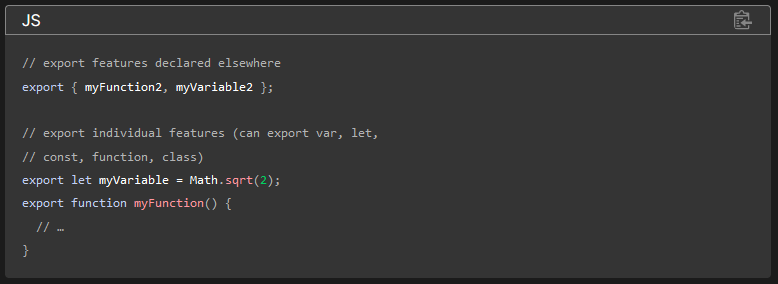 JS
// export features declared elsewhere
export { myFunction2, myVariable2 };
// export individual features (can export var, let,
// const, function, class)
export let myVariable = Math.sqrt(2);
export function myFunction() {
  // …
}